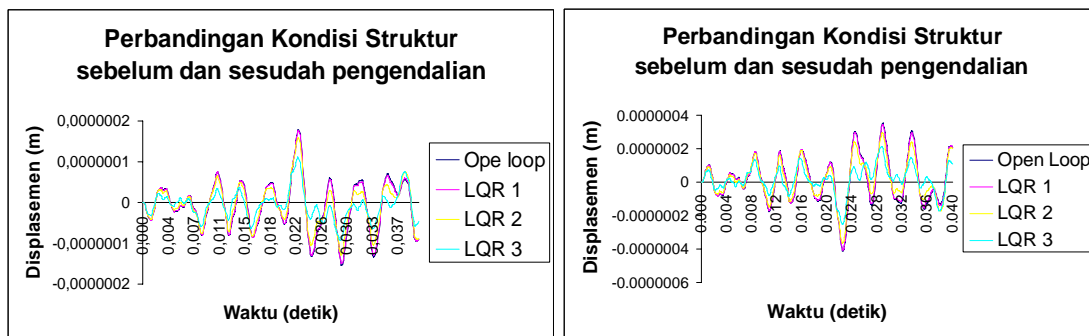 Perbandingan Kondisi Struktur
sebelum dan sesudah pengendalian
Displasemen (m)
0,0000002
0,0000001
0
-0,0000001
-0,0000002
0,000
0,004
0,007
0,011
0,015
0,018
0,022
0,026
0,030
0,033
0,037
Waktu (detik)
Ope loop
LQR 1
LQR 2
LQR 3
Perbandingan Kondisi Struktur
sebelum dan sesudah pengendalian
Displasemen (m)
0.0000004
0.0000002
0
-0.0000002
-0.0000004
-0.0000006
0.000
0.004
0.008
0.012
0.016
0.020
0.024
0.028
0.032
0.036
0.040
Waktu (detik)
Open Loop
LQR 1
LQR 2
LQR 3